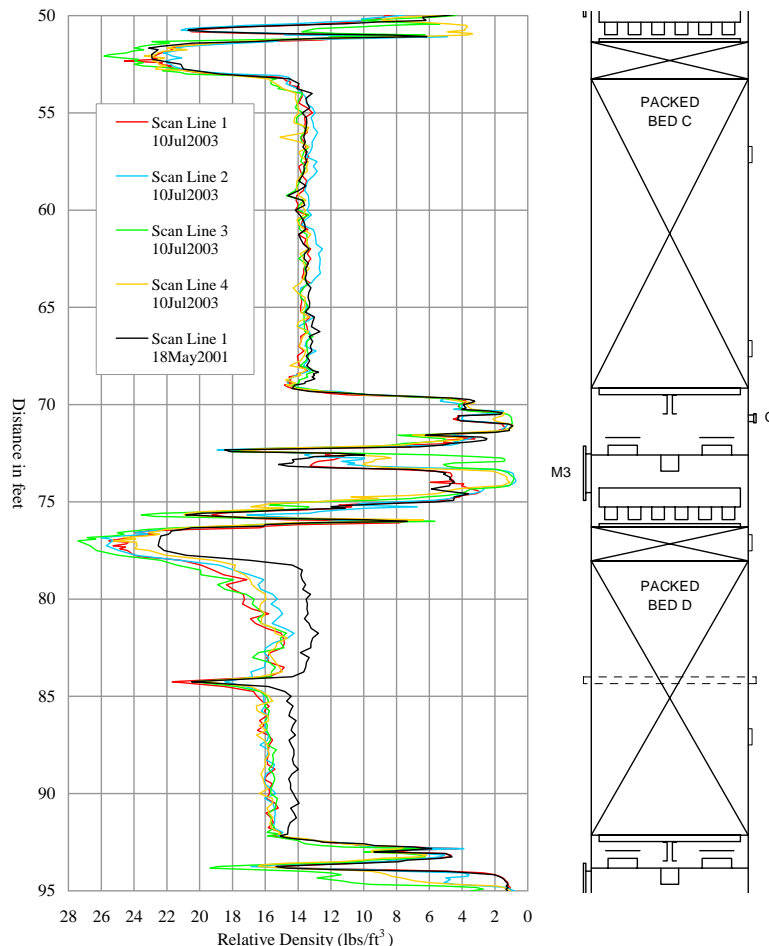 50
55
60
65
70
75
80
85
90
95
Distance in feet
28 26 24 22 20 18 16 14 12 10 8 6 4 2 0
Relative Density (lbs/ft³)
Scan Line 1
10Jul2003
Scan Line 2
10Jul2003
Scan Line 3
10Jul2003
Scan Line 4
10Jul2003
Scan Line 1
18May2001
PACKED
BED C
M3
PACKED
BED D